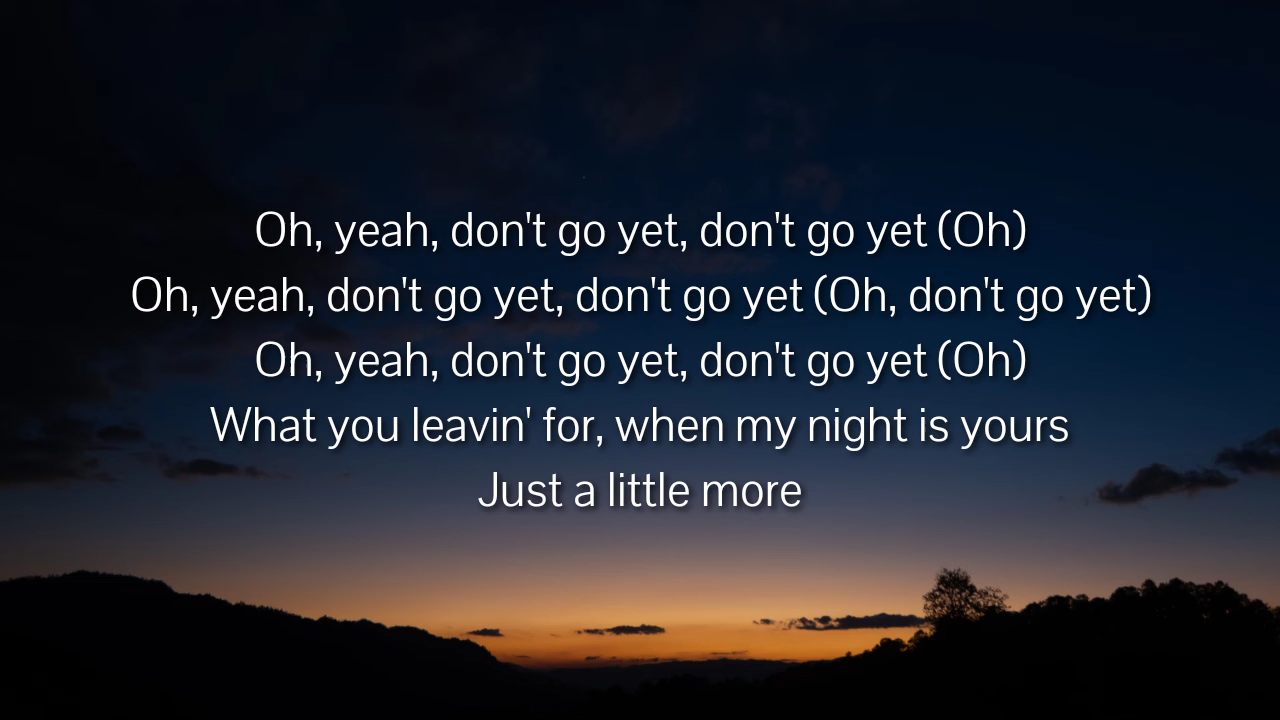 Oh, yeah, don't go yet, don't go yet (Oh)
Oh, yeah, don't go yet, don't go yet (Oh, don't go yet)
Oh, yeah, don't go yet, don't go yet (Oh)
What you leavin' for, when my night is yours
Just a little more